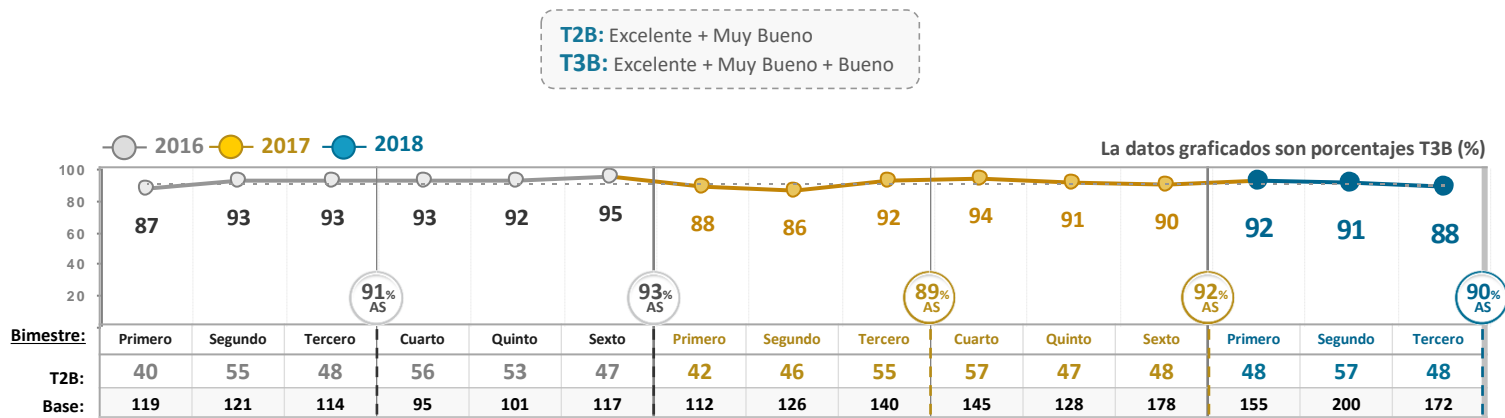 T2B: Excelente + Muy Bueno
T3B: Excelente + Muy Bueno + Bueno
2016 2017 2018
La datos graficados son porcentajes T3B (%)
100
80
60
40
20
87 93 93 93 92 95 88 86 92 94 91 90 92 91 88
91% AS 93% AS 89% AS 92% AS 90% AS
Bimestre: Primero Segundo Tercero Cuarto Quinto Sexto Primero Segundo Tercero Cuarto Quinto Sexto Primero Segundo Tercero
T2B: 40 55 48 56 53 47 42 46 55 57 47 48 48 57 48
Base: 119 121 114 95 101 117 112 126 140 145 128 178 155 200 172